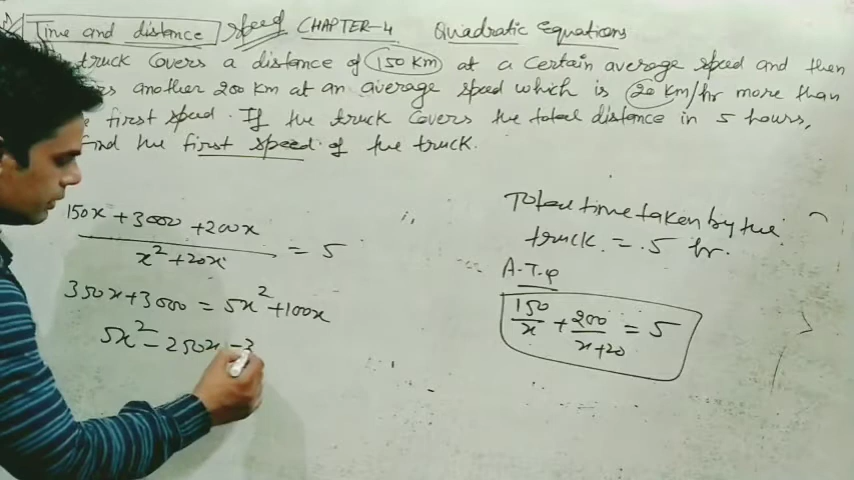 Time and distance speed CHAPTER-4 Quadratic Equations
truck covers a distance of 150 km at a certain average speed and then
another 200 km at an average speed which is 20 km/hr more than
first speed. If the truck covers the total distance in 5 hours,
find the first speed of the truck.
150x + 3000 + 200x
x² + 20x = 5
350x + 3000 = 5x² + 100x
5x² - 250x - 3
Total time taken by the
truck = 5 hr.
A.T.q
150/x + 200/x+20 = 5